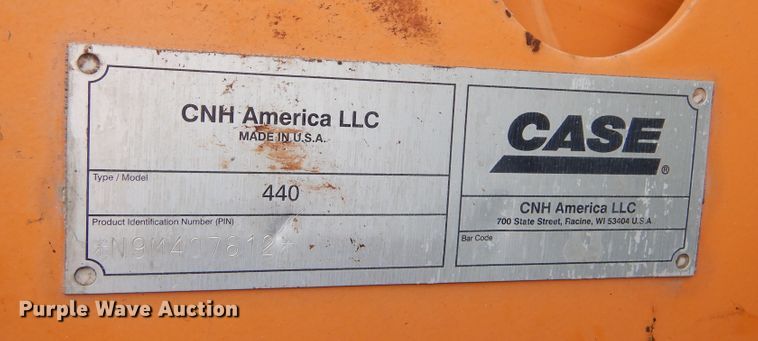 CNH America LLC
MADE IN U.S.A.
Type / Model
440
Product Identification Number (PIN)
CASE®
CNH America LLC
700 State Street, Racine, WI 53404 U.S.A.
Bar Code
Purple Wave Auction